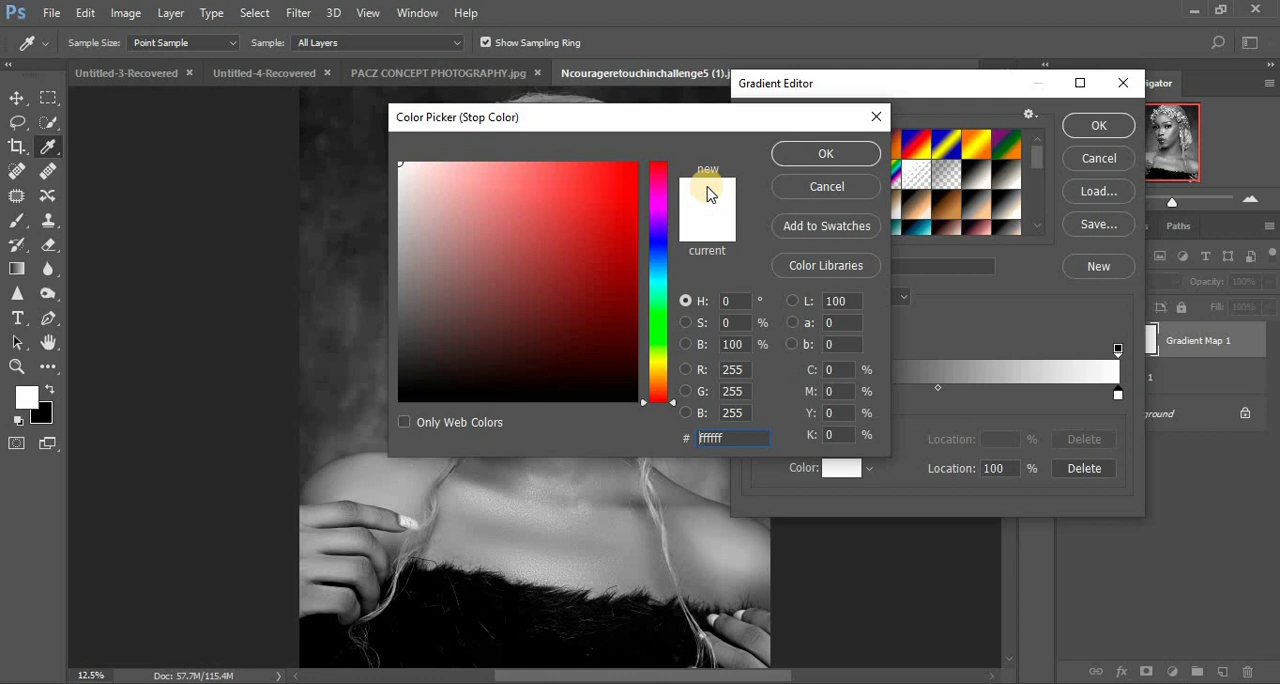 Ps File Edit Image Layer Type Select Filter 3D View Window Help
Sample Size: Point Sample Sample: All Layers Show Sampling Ring
Untitled-3-Recovered × Untitled-4-Recovered × PACZ CONCEPT PHOTOGRAPHY.jpg × Ncourageretouchinchallenge5 (1).j
Gradient Editor
OK
Cancel
Load...
Save...
New
Color Picker (Stop Color)
new
current
OK
Cancel
Add to Swatches
Color Libraries
H: 0 ° L: 100
S: 0 % a: 0
B: 100 % b: 0
R: 255 C: 0 %
G: 255 M: 0 %
B: 255 Y: 0 %
# ffffff K: 0 %
Only Web Colors
Location: % Delete
Color: Location: 100 % Delete
Paths
Opacity: 100%
Fill: 100%
Gradient Map 1
1
12.5% Doc: 57.7M/115.4M